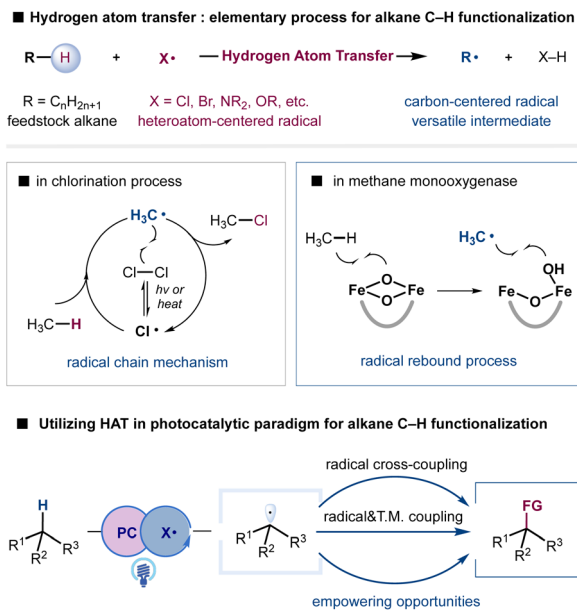 ■ Hydrogen atom transfer : elementary process for alkane C–H functionalization
R–H + X• Hydrogen Atom Transfer R• + X–H
R = CnH2n+1 X = Cl, Br, NR2, OR, etc. carbon-centered radical
feedstock alkane heteroatom-centered radical versatile intermediate
■ in chlorination process
H3C•
H3C–Cl
Cl–Cl
hv or
heat
H3C–H
Cl•
radical chain mechanism
■ in methane monooxygenase
H3C–H H3C•
O OH
Fe Fe Fe Fe
O O
radical rebound process
■ Utilizing HAT in photocatalytic paradigm for alkane C–H functionalization
radical cross-coupling
H • FG
PC X• radical&T.M. coupling
R1 R3 R1 R3 R1 R3
R2 R2 R2
empowering opportunities